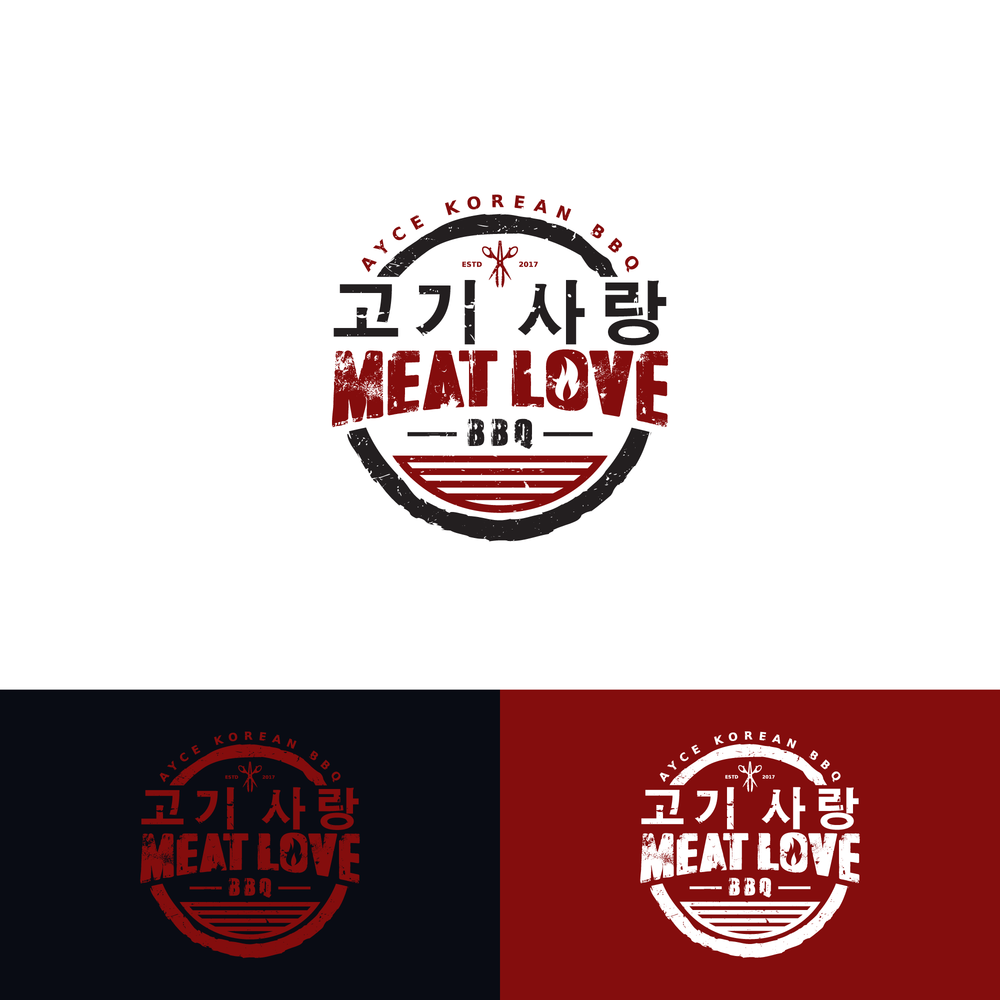 AYCE KOREAN BBQ
ESTD 2017
고기 사랑
MEAT LOVE
BBQ
AYCE KOREAN BBQ
ESTD 2017
고기 사랑
MEAT LOVE
BBQ
AYCE KOREAN BBQ
ESTD 2017
고기 사랑
MEAT LOVE
BBQ